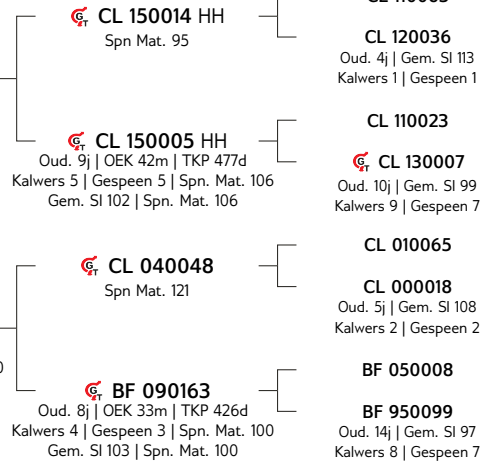 CL 150014 HH
Spn Mat. 95
CL 120036
Oud. 4j | Gem. SI 113
Kalwers 1 | Gespeen 1
CL 110023
CL 150005 HH
Oud. 9j | OEK 42m | TKP 477d
Kalwers 5 | Gespeen 5 | Spn. Mat. 106
Gem. SI 102 | Spn. Mat. 106
CL 130007
Oud. 10j | Gem. SI 99
Kalwers 9 | Gespeen 7
CL 010065
CL 040048
Spn Mat. 121
CL 000018
Oud. 5j | Gem. SI 108
Kalwers 2 | Gespeen 2
BF 050008
BF 090163
Oud. 8j | OEK 33m | TKP 426d
Kalwers 4 | Gespeen 3 | Spn. Mat. 100
Gem. SI 103 | Spn. Mat. 100
BF 950099
Oud. 14j | Gem. SI 97
Kalwers 8 | Gespeen 7